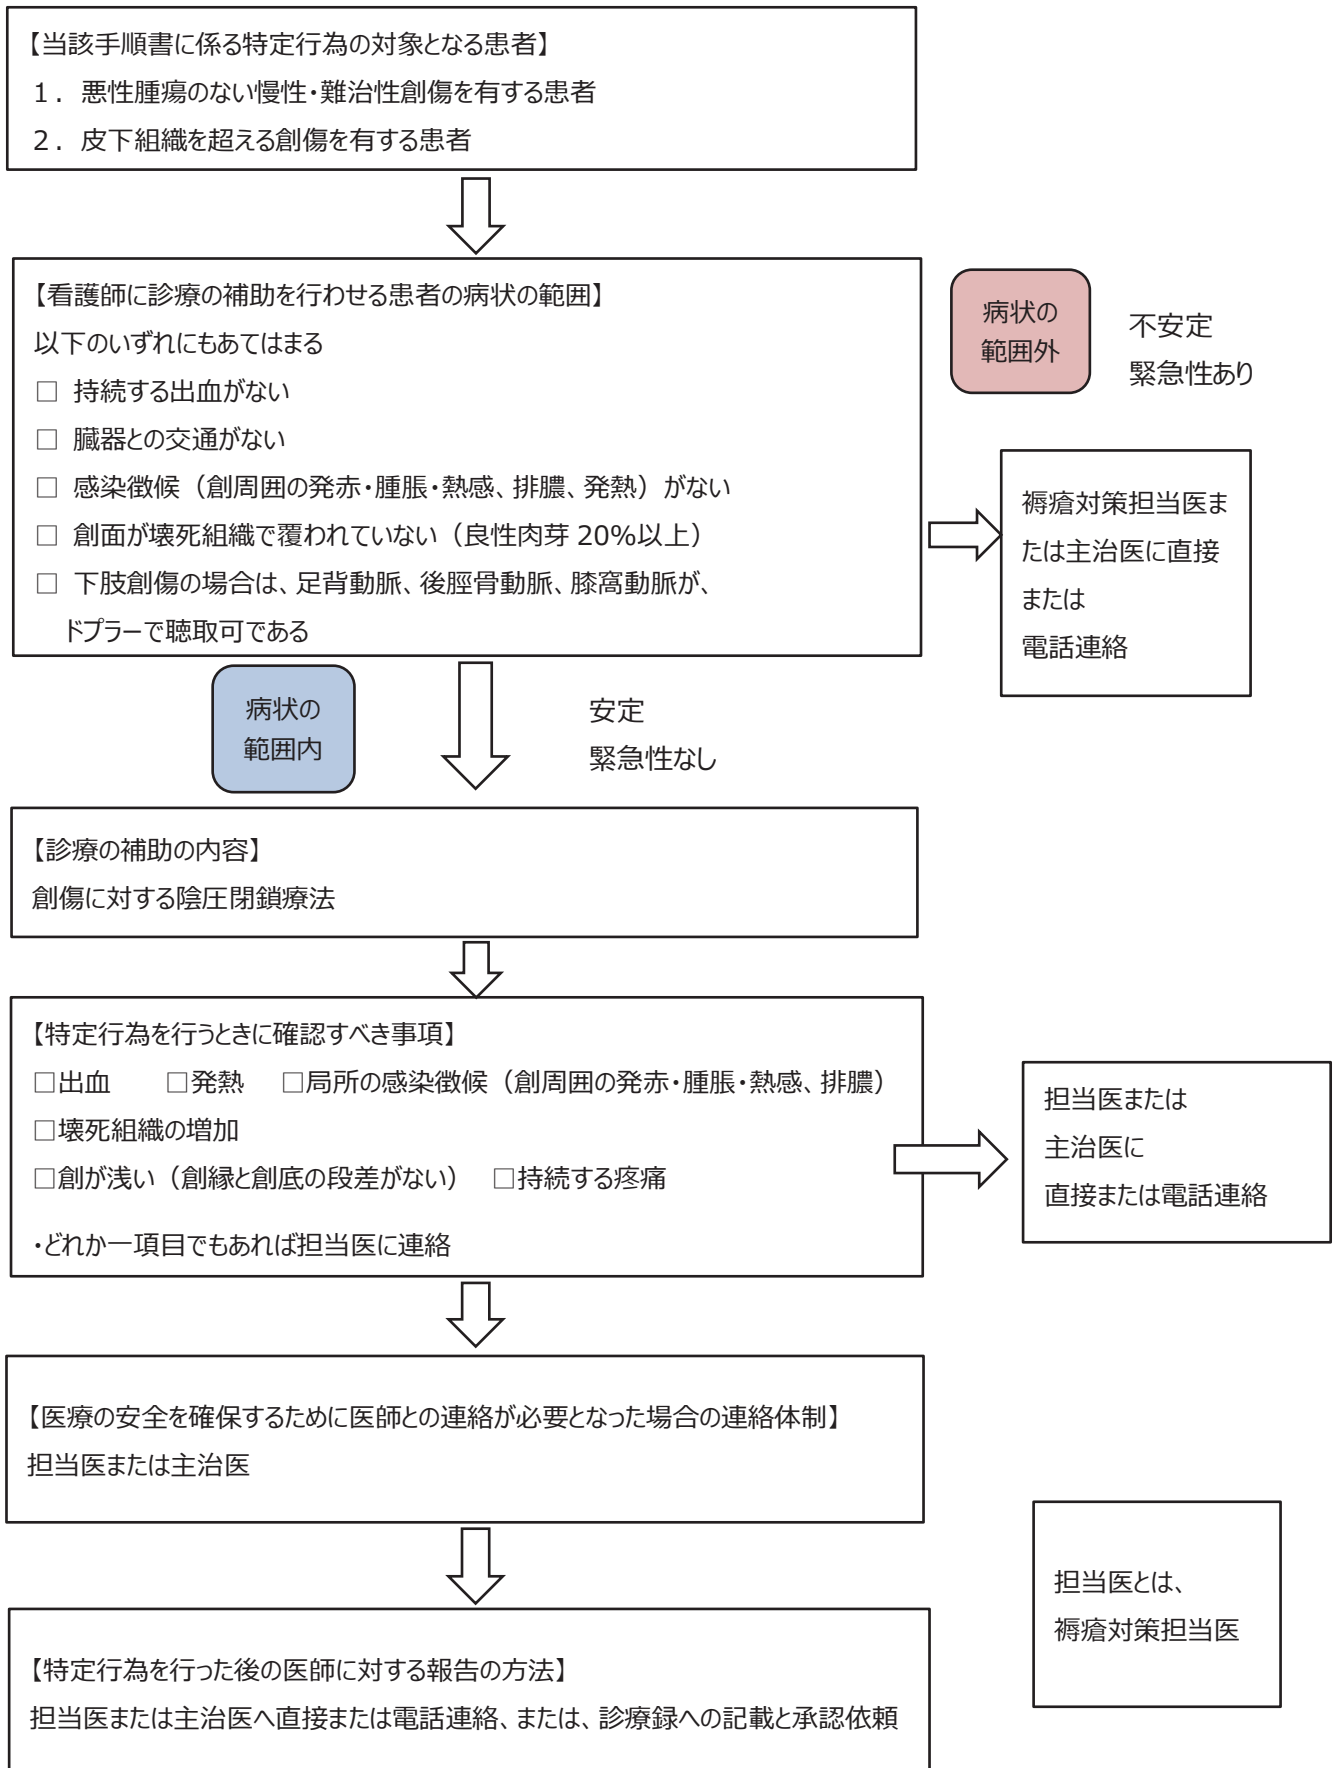 【当該手順書に係る特定行為の対象となる患者】
１．悪性腫瘍のない慢性・難治性創傷を有する患者
２．皮下組織を超える創傷を有する患者
【看護師に診療の補助を行わせる患者の病状の範囲】
以下のいずれにもあてはまる
□ 持続する出血がない
□ 臓器との交通がない
□ 感染徴候（創周囲の発赤・腫脹・熱感、排膿、発熱）がない
□ 創面が壊死組織で覆われていない（良性肉芽 20%以上）
□ 下肢創傷の場合は、足背動脈、後脛骨動脈、膝窩動脈が、
ドプラーで聴取可である
病状の
範囲外
不安定
緊急性あり
褥瘡対策担当医ま
たは主治医に直接
または
電話連絡
病状の
範囲内
安定
緊急性なし
【診療の補助の内容】
創傷に対する陰圧閉鎖療法
【特定行為を行うときに確認すべき事項】
□出血 □発熱 □局所の感染徴候（創周囲の発赤・腫脹・熱感、排膿）
□壊死組織の増加
□創が浅い（創縁と創底の段差がない） □持続する疼痛
・どれか一項目でもあれば担当医に連絡
担当医または
主治医に
直接または電話連絡
【医療の安全を確保するために医師との連絡が必要となった場合の連絡体制】
担当医または主治医
担当医とは、
褥瘡対策担当医
【特定行為を行った後の医師に対する報告の方法】
担当医または主治医へ直接または電話連絡、または、診療録への記載と承認依頼